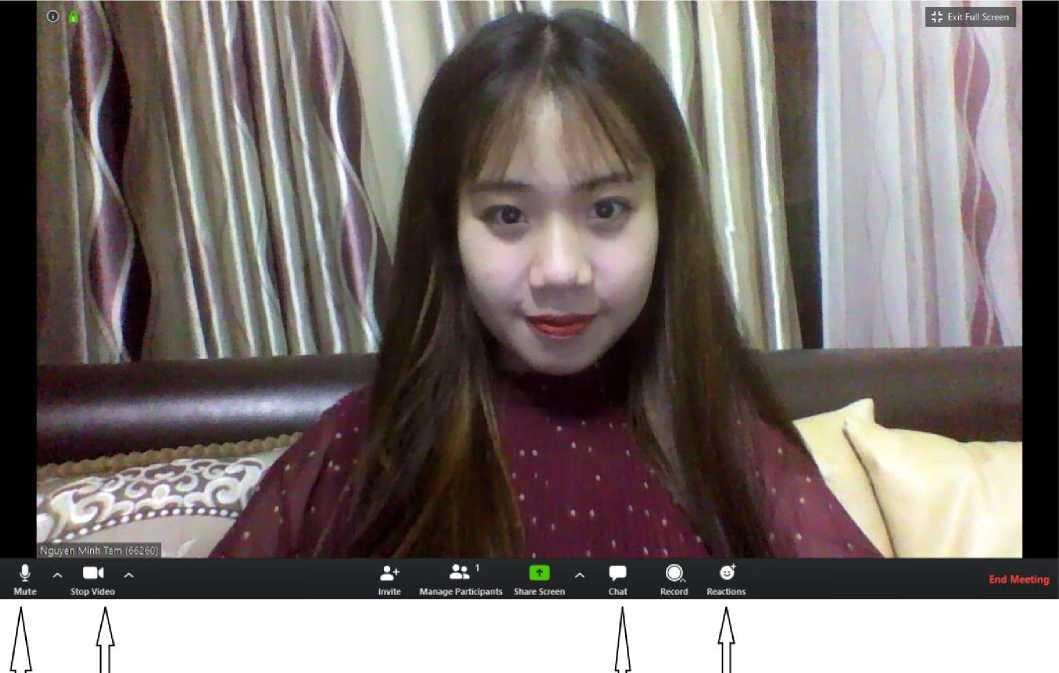 Exit Full Screen
Nguyen Minh Tam (66260)
Mute
Stop Video
Invite
1
Manage Participants
Share Screen
Chat
Record
Reactions
End Meeting